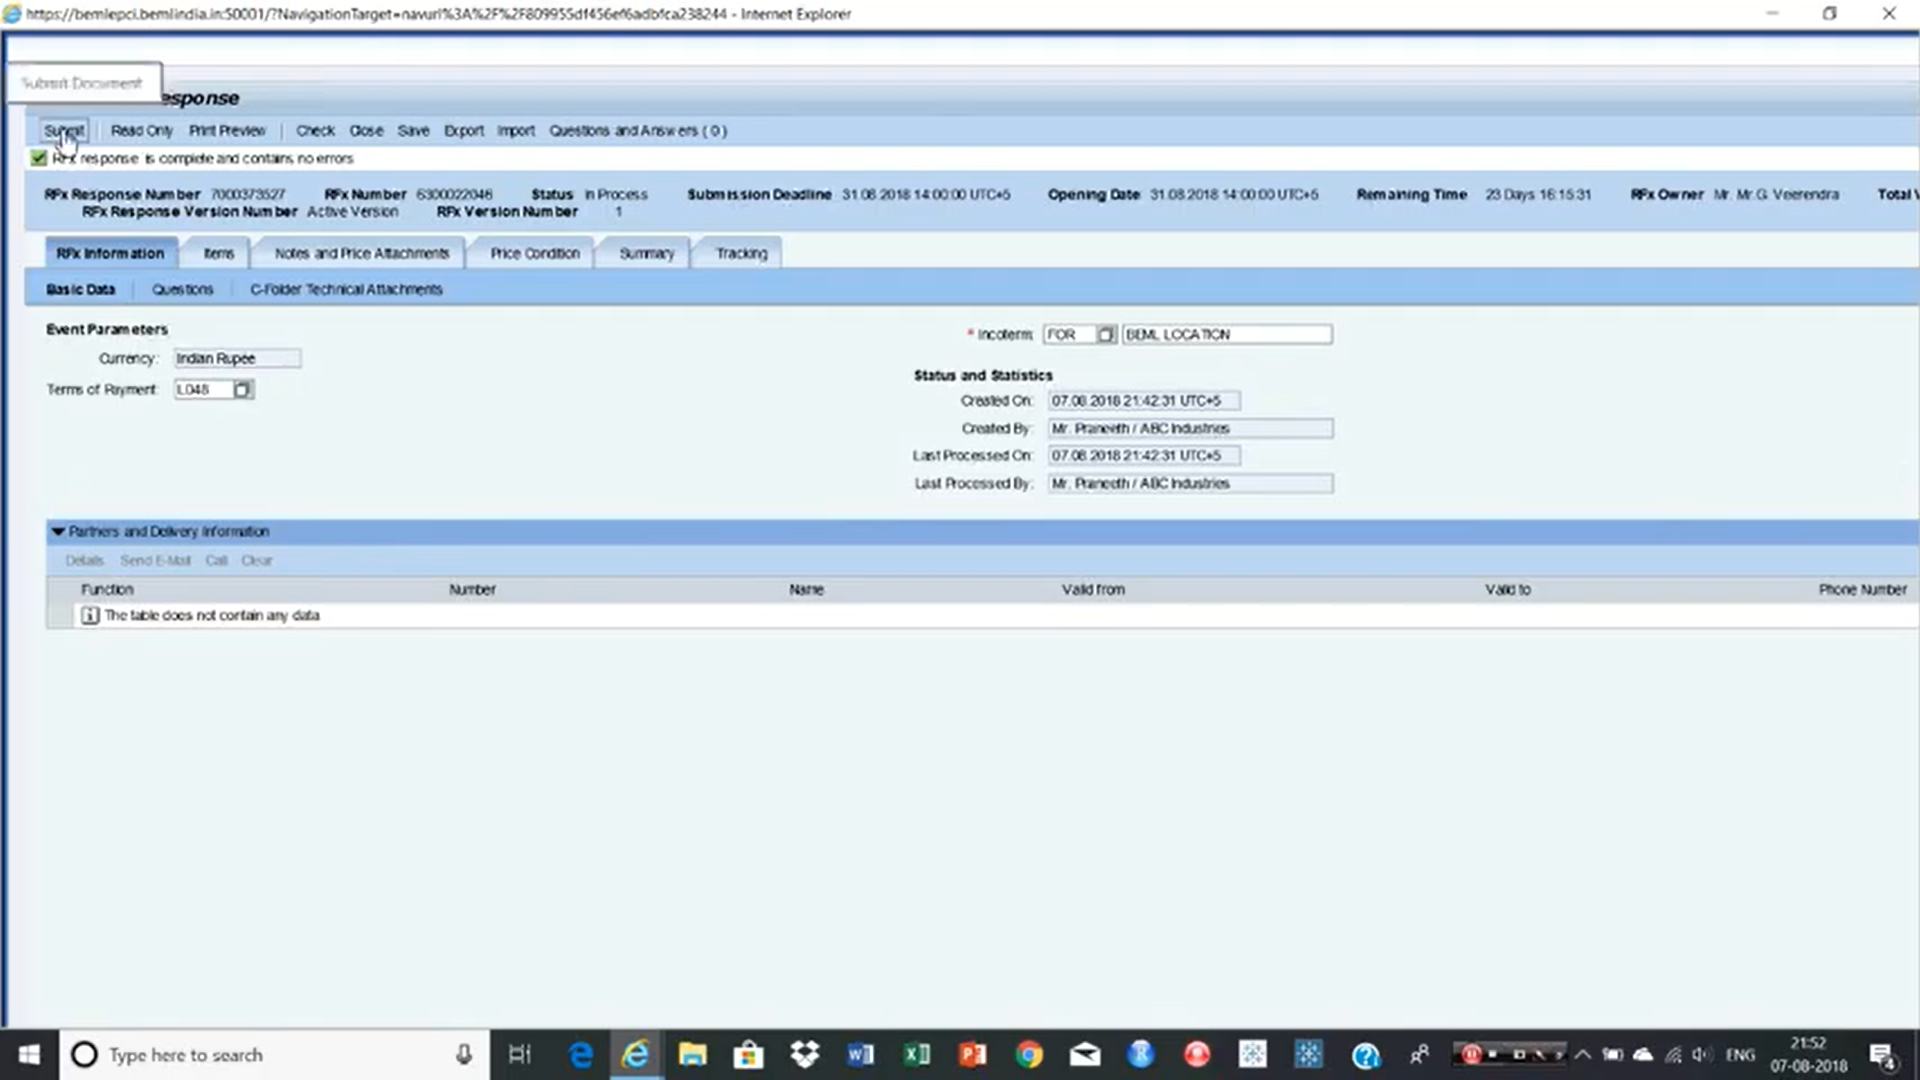 https://bemlepci.bemlindia.in:50001/?NavigationTarget=navurl%3A%2F%2F809955df456ef6adbfca238244 - Internet Explorer
Submit Document
esponse
Submit Read Only Print Preview Check Close Save Export Import Questions and Answers ( 0 )
RFx response is complete and contains no errors
RFx Response Number 7000373527 RFx Number 6300022046 Status In Process Submission Deadline 31.08.2018 14:00:00 UTC+5 Opening Date 31.08.2018 14:00:00 UTC+5 Remaining Time 23 Days 16:15:31 RFx Owner Mr. Mr.G. Veerendra Total V
RFx Response Version Number Active Version RFx Version Number 1
RFx Information Items Notes and Price Attachments Price Condition Summary Tracking
Basic Data Questions C-Folder Technical Attachments
Event Parameters * Incoterm: FOR BEML LOCATION
Currency: Indian Rupee
Terms of Payment: L048
Status and Statistics
Created On: 07.08.2018 21:42:31 UTC+5
Created By: Mr. Praneeth / ABC Industries
Last Processed On: 07.08.2018 21:42:31 UTC+5
Last Processed By: Mr. Praneeth / ABC Industries
Partners and Delivery Information
Details Send E-Mail Call Clear
Function Number Name Valid from Valid to Phone Number
The table does not contain any data
Type here to search
ENG
21:52
07-08-2018
4